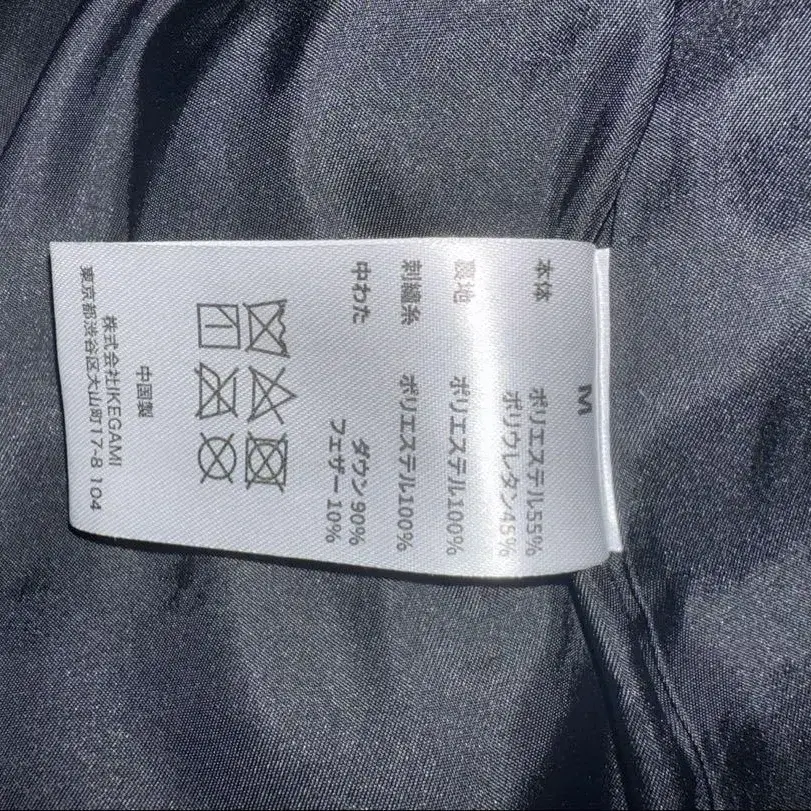 M
本体 ポリエステル55%
ポリウレタン45%
裏地 ポリエステル100%
刺繍糸 ポリエステル100%
中わた ダウン90%
フェザー10%
中国製
株式会社IKEGAMI
東京都渋谷区大山町17-8 104